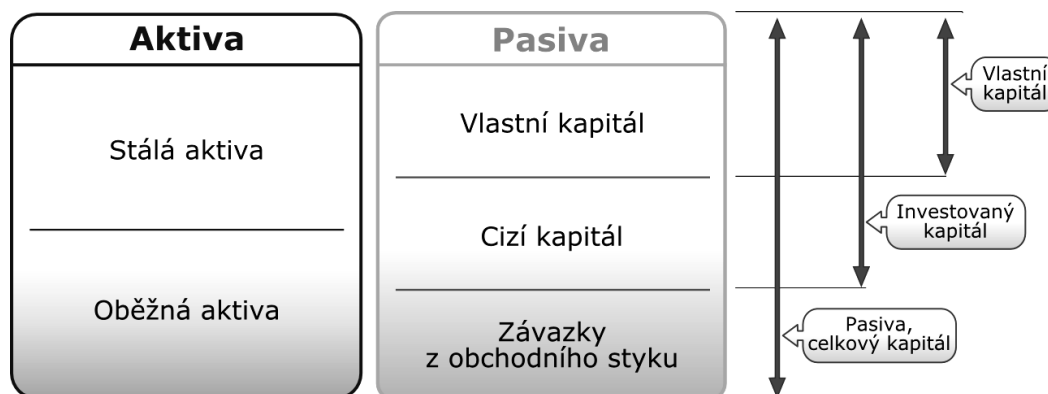 Aktiva
Stálá aktiva
Oběžná aktiva
Pasiva
Vlastní kapitál
Cizí kapitál
Závazky
z obchodního styku
Vlastní
kapitál
Investovaný
kapitál
Pasiva,
celkový kapitál